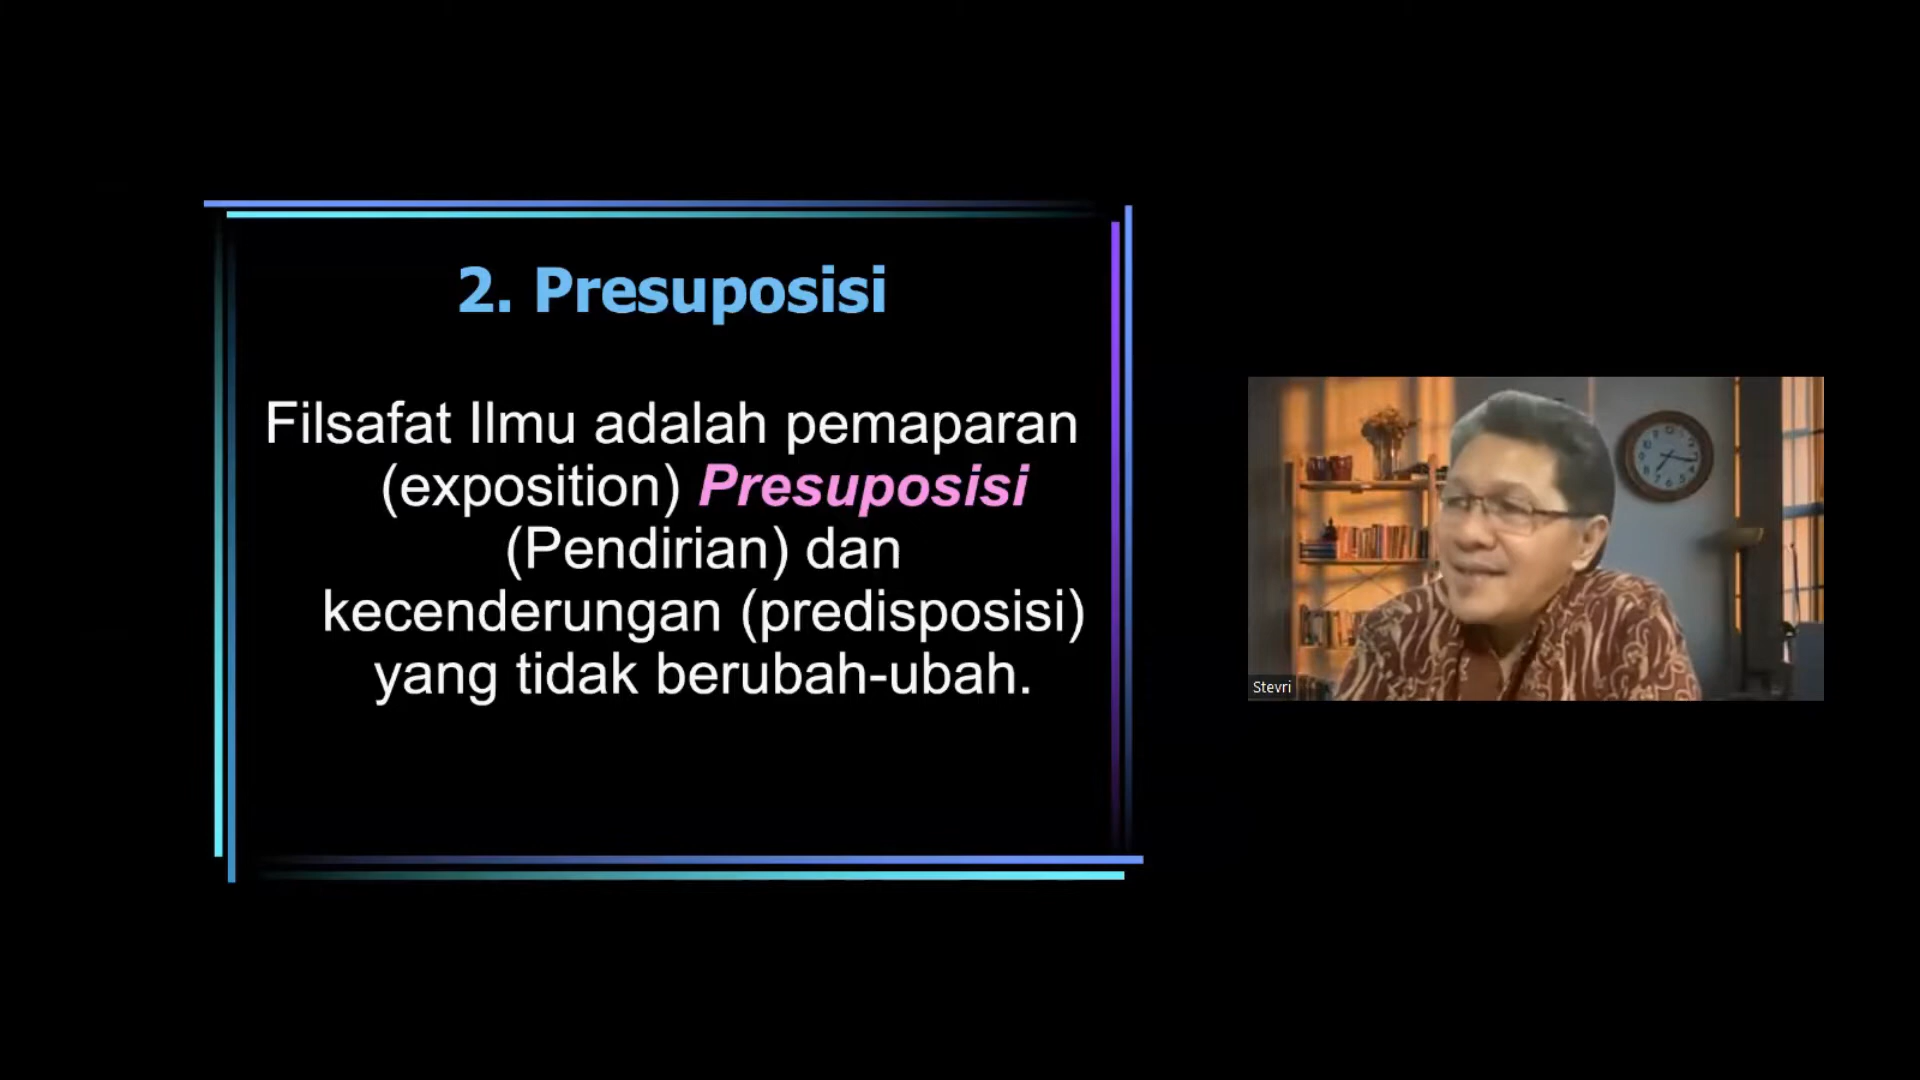 2. Presuposisi
Filsafat Ilmu adalah pemaparan
(exposition) Presuposisi
(Pendirian) dan
kecenderungan (predisposisi)
yang tidak berubah-ubah.
Stevri